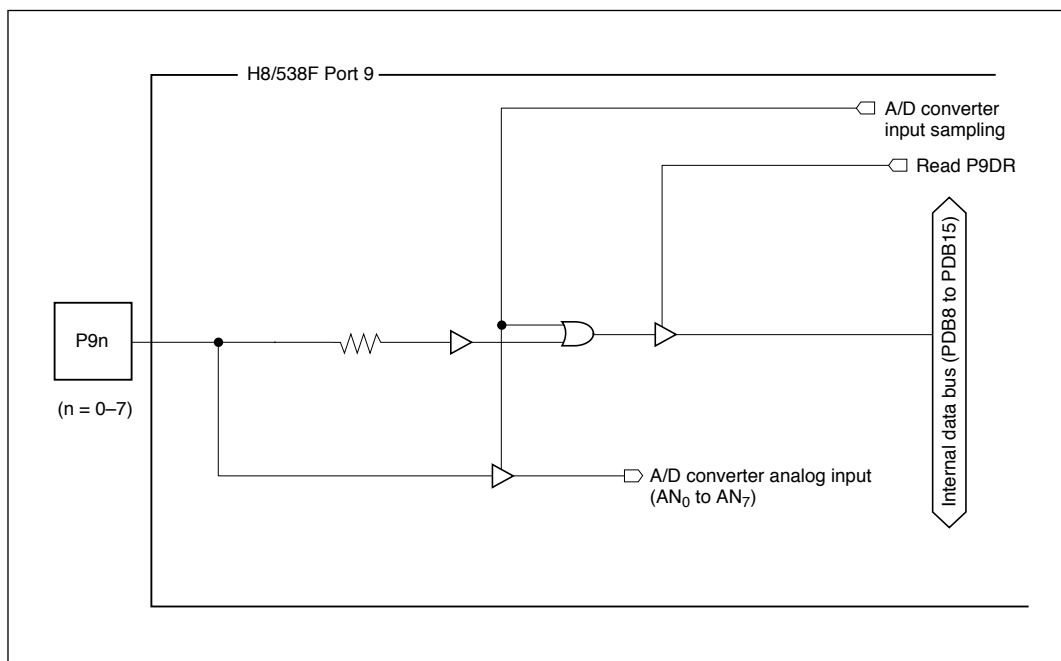 H8/538F Port 9
A/D converter
input sampling
Read P9DR
Internal data bus (PDB8 to PDB15)
P9n
(n = 0–7)
A/D converter analog input
(AN0 to AN7)